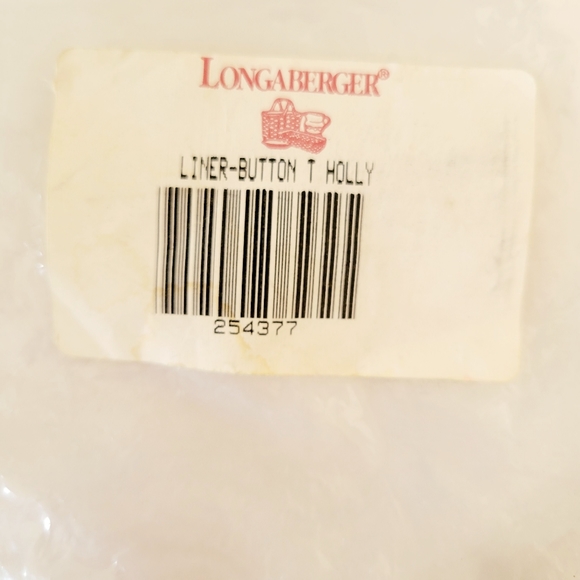 LONGABERGER®
LINER-BUTTON T HOLLY
254377